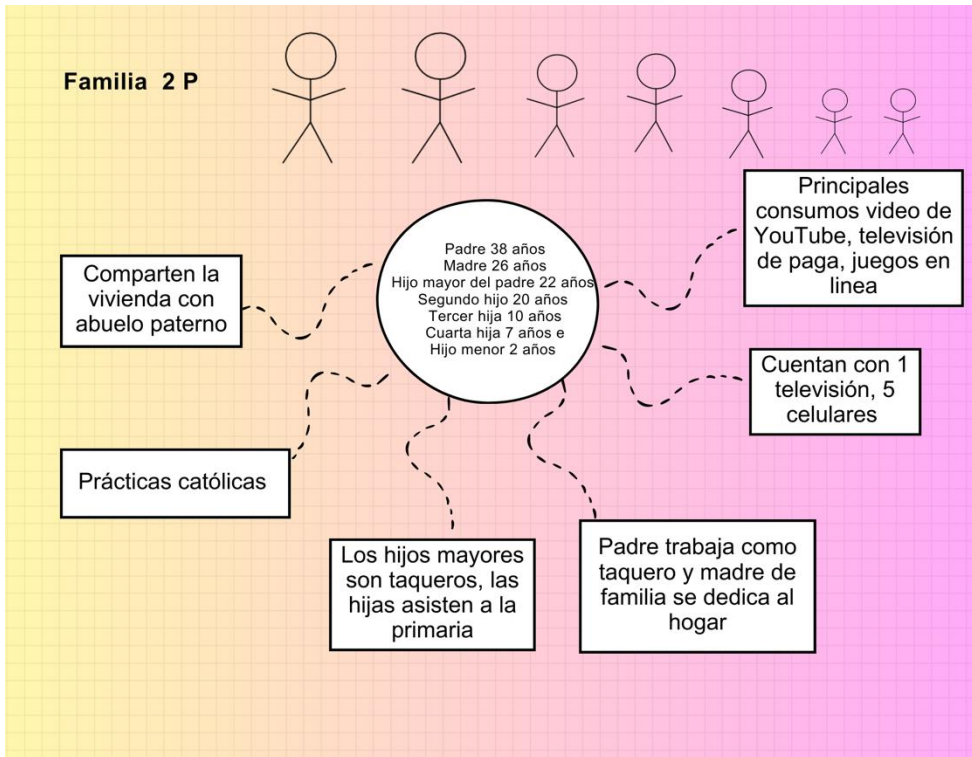 Familia 2 P
Padre 38 años
Madre 26 años
Hijo mayor del padre 22 años
Segundo hijo 20 años
Tercer hija 10 años
Cuarta hija 7 años e
Hijo menor 2 años
Principales
consumos video de
YouTube, televisión
de paga, juegos en
linea
Comparten la
vivienda con
abuelo paterno
Cuentan con 1
televisión, 5
celulares
Prácticas católicas
Los hijos mayores
son taqueros, las
hijas asisten a la
primaria
Padre trabaja como
taquero y madre de
familia se dedica al
hogar